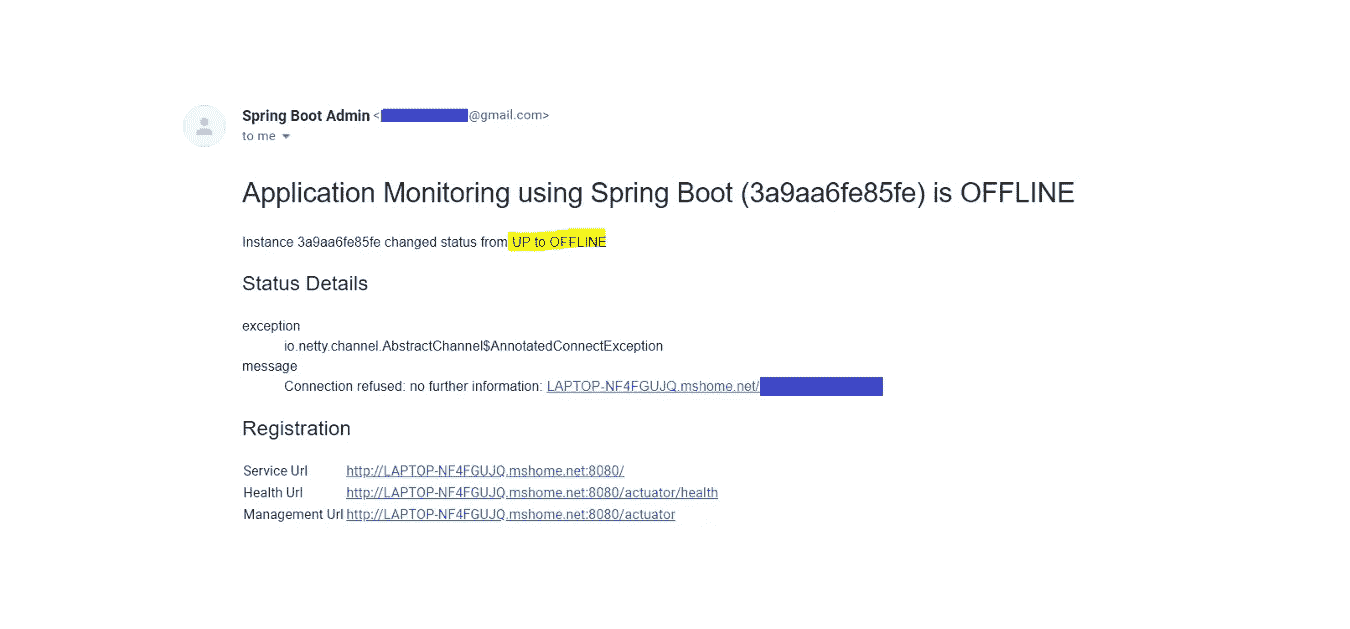 Spring Boot Admin <@gmail.com>
to me
Application Monitoring using Spring Boot (3a9aa6fe85fe) is OFFLINE
Instance 3a9aa6fe85fe changed status from UP to OFFLINE
Status Details
exception
io.netty.channel.AbstractChannel$AnnotatedConnectException
message
Connection refused: no further information: LAPTOP-NF4FGUJQ.mshome.net/
Registration
Service Url http://LAPTOP-NF4FGUJQ.mshome.net:8080/
Health Url http://LAPTOP-NF4FGUJQ.mshome.net:8080/actuator/health
Management Url http://LAPTOP-NF4FGUJQ.mshome.net:8080/actuator